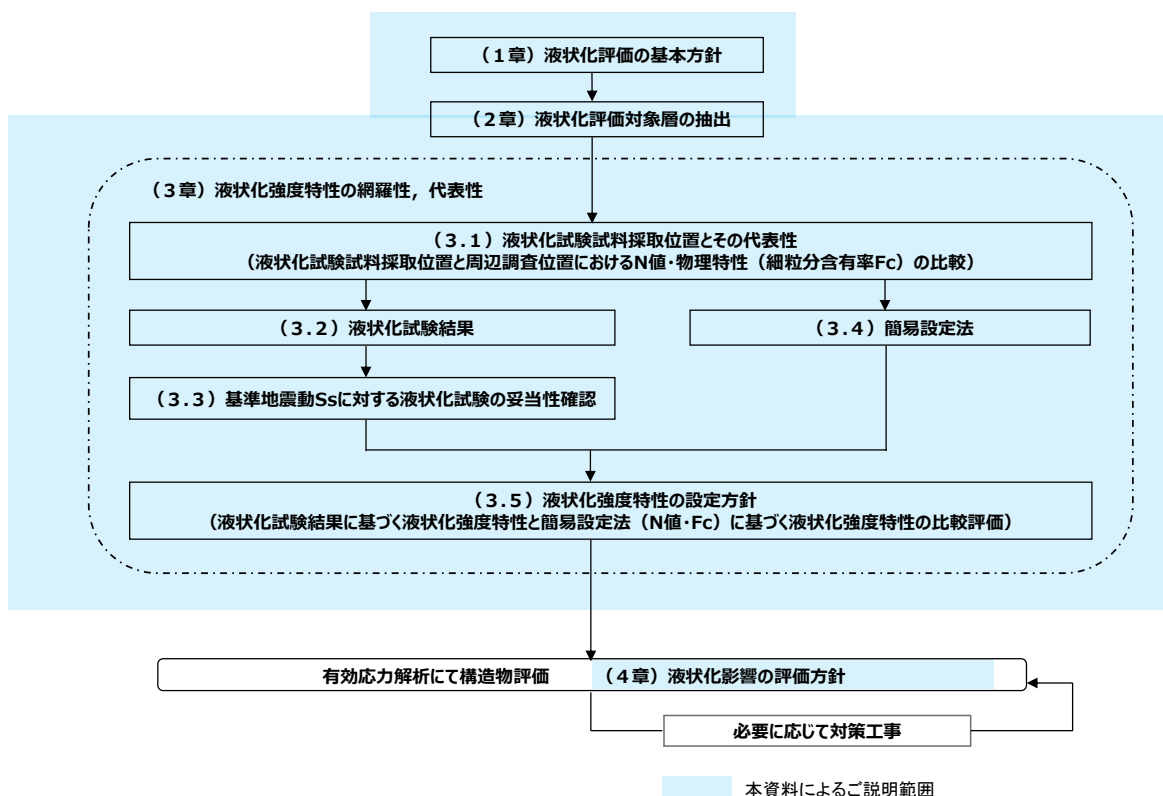 （１章）液状化評価の基本方針
（２章）液状化評価対象層の抽出
（３章）液状化強度特性の網羅性，代表性
（３.１）液状化試験試料採取位置とその代表性
（液状化試験試料採取位置と周辺調査位置におけるN値・物理特性（細粒分含有率Fc）の比較）
（３.２）液状化試験結果
（３.４）簡易設定法
（３.３）基準地震動Ssに対する液状化試験の妥当性確認
（３.５）液状化強度特性の設定方針
（液状化試験結果に基づく液状化強度特性と簡易設定法（N値・Fc）に基づく液状化強度特性の比較評価）
有効応力解析にて構造物評価 （４章）液状化影響の評価方針
必要に応じて対策工事
本資料によるご説明範囲